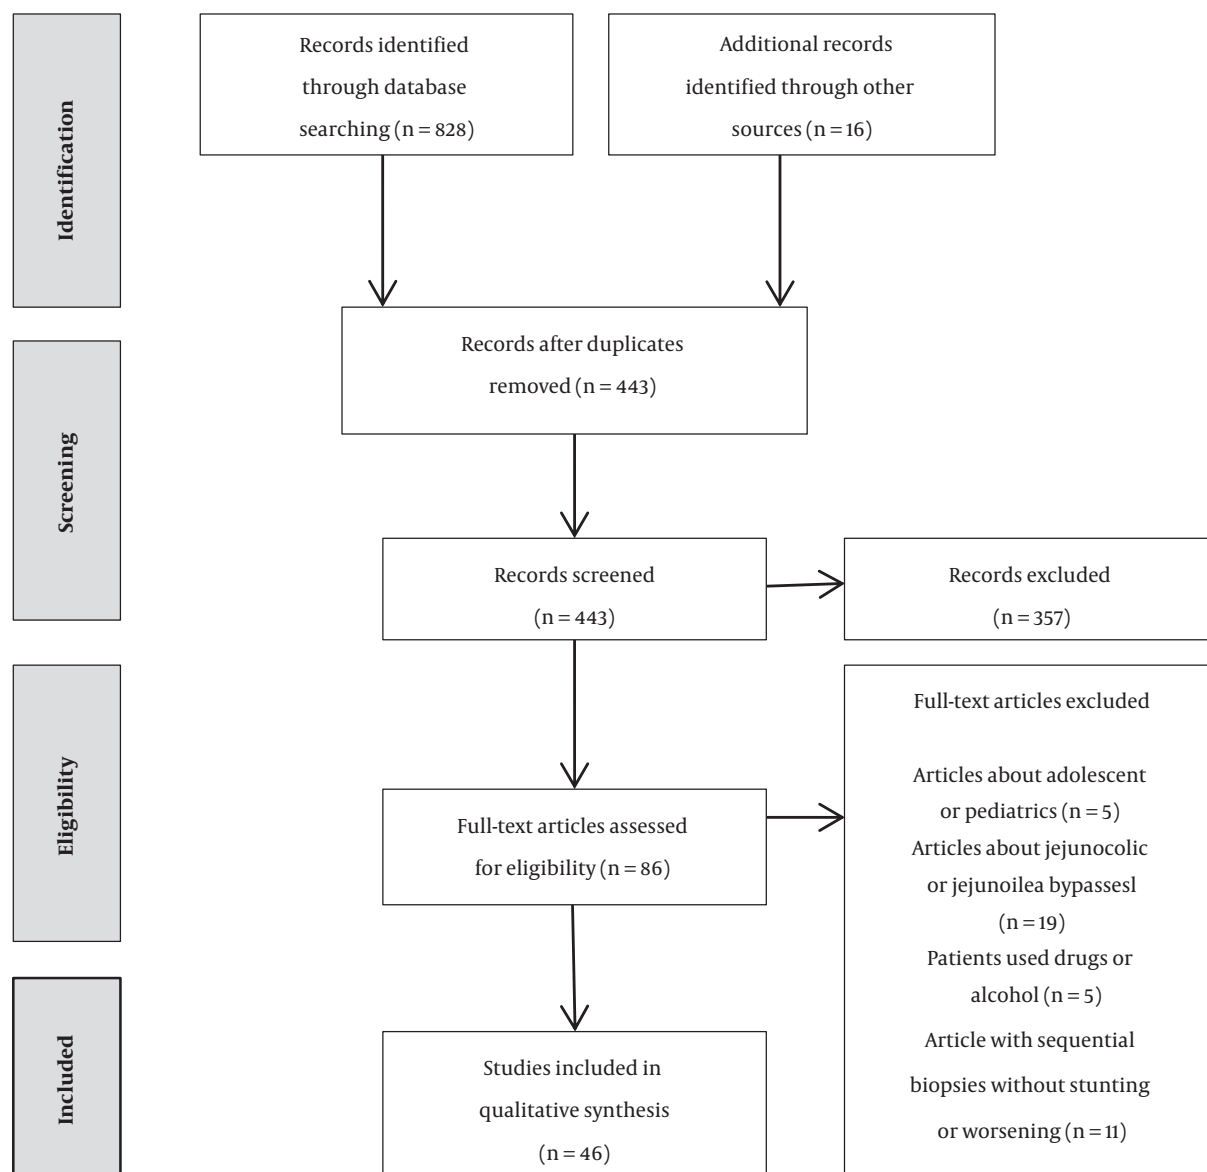 Identification
Records identified
through database
searching (n = 828)
Additional records
identified through other
sources (n = 16)
Records after duplicates
removed (n = 443)
Screening
Records screened
(n = 443)
Records excluded
(n = 357)
Eligibility
Full-text articles assessed
for eligibility (n = 86)
Full-text articles excluded
Articles about adolescent
or pediatrics (n = 5)
Articles about jejunocolic
or jejunoilea bypassesl
(n = 19)
Patients used drugs or
alcohol (n = 5)
Article with sequential
biopsies without stunting
or worsening (n = 11)
Included
Studies included in
qualitative synthesis
(n = 46)